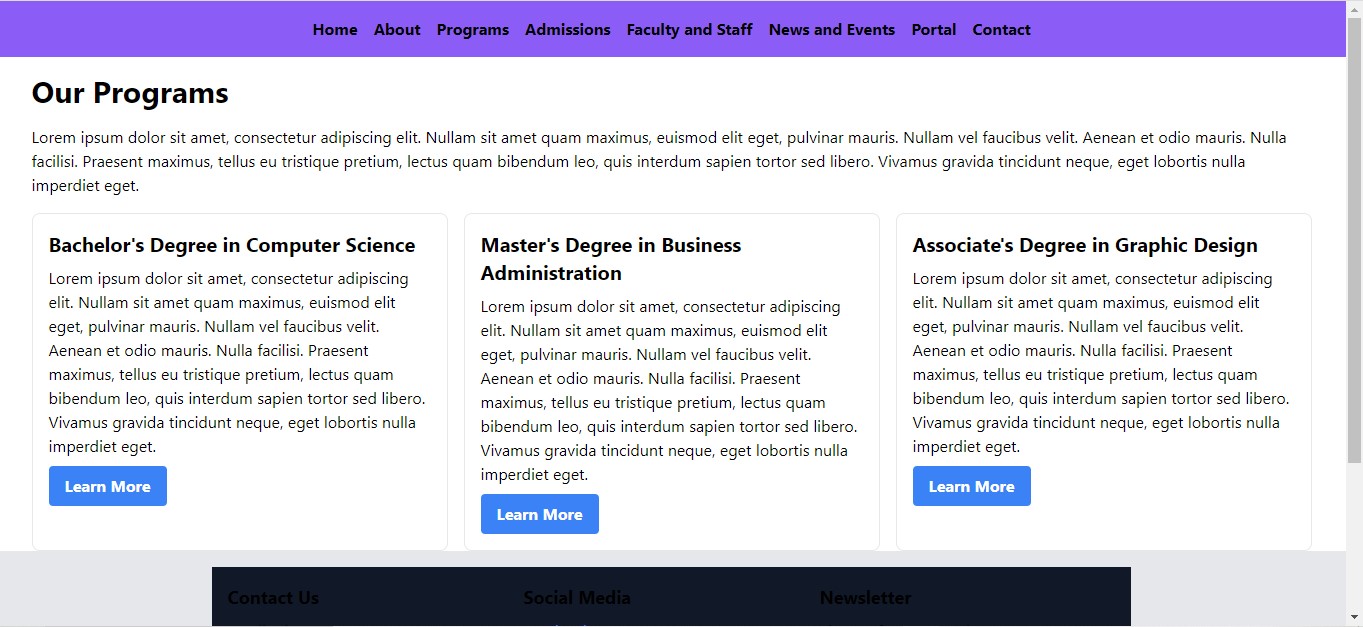 Home About Programs Admissions Faculty and Staff News and Events Portal Contact
Our Programs
Lorem ipsum dolor sit amet, consectetur adipiscing elit. Nullam sit amet quam maximus, euismod elit eget, pulvinar mauris. Nullam vel faucibus velit. Aenean et odio mauris. Nulla
facilisi. Praesent maximus, tellus eu tristique pretium, lectus quam bibendum leo, quis interdum sapien tortor sed libero. Vivamus gravida tincidunt neque, eget lobortis nulla
imperdiet eget.
Bachelor's Degree in Computer Science
Lorem ipsum dolor sit amet, consectetur adipiscing
elit. Nullam sit amet quam maximus, euismod elit
eget, pulvinar mauris. Nullam vel faucibus velit.
Aenean et odio mauris. Nulla facilisi. Praesent
maximus, tellus eu tristique pretium, lectus quam
bibendum leo, quis interdum sapien tortor sed libero.
Vivamus gravida tincidunt neque, eget lobortis nulla
imperdiet eget.
Learn More
Master's Degree in Business
Administration
Lorem ipsum dolor sit amet, consectetur adipiscing
elit. Nullam sit amet quam maximus, euismod elit
eget, pulvinar mauris. Nullam vel faucibus velit.
Aenean et odio mauris. Nulla facilisi. Praesent
maximus, tellus eu tristique pretium, lectus quam
bibendum leo, quis interdum sapien tortor sed libero.
Vivamus gravida tincidunt neque, eget lobortis nulla
imperdiet eget.
Learn More
Associate's Degree in Graphic Design
Lorem ipsum dolor sit amet, consectetur adipiscing
elit. Nullam sit amet quam maximus, euismod elit
eget, pulvinar mauris. Nullam vel faucibus velit.
Aenean et odio mauris. Nulla facilisi. Praesent
maximus, tellus eu tristique pretium, lectus quam
bibendum leo, quis interdum sapien tortor sed libero.
Vivamus gravida tincidunt neque, eget lobortis nulla
imperdiet eget.
Learn More
Contact Us
Social Media
Newsletter